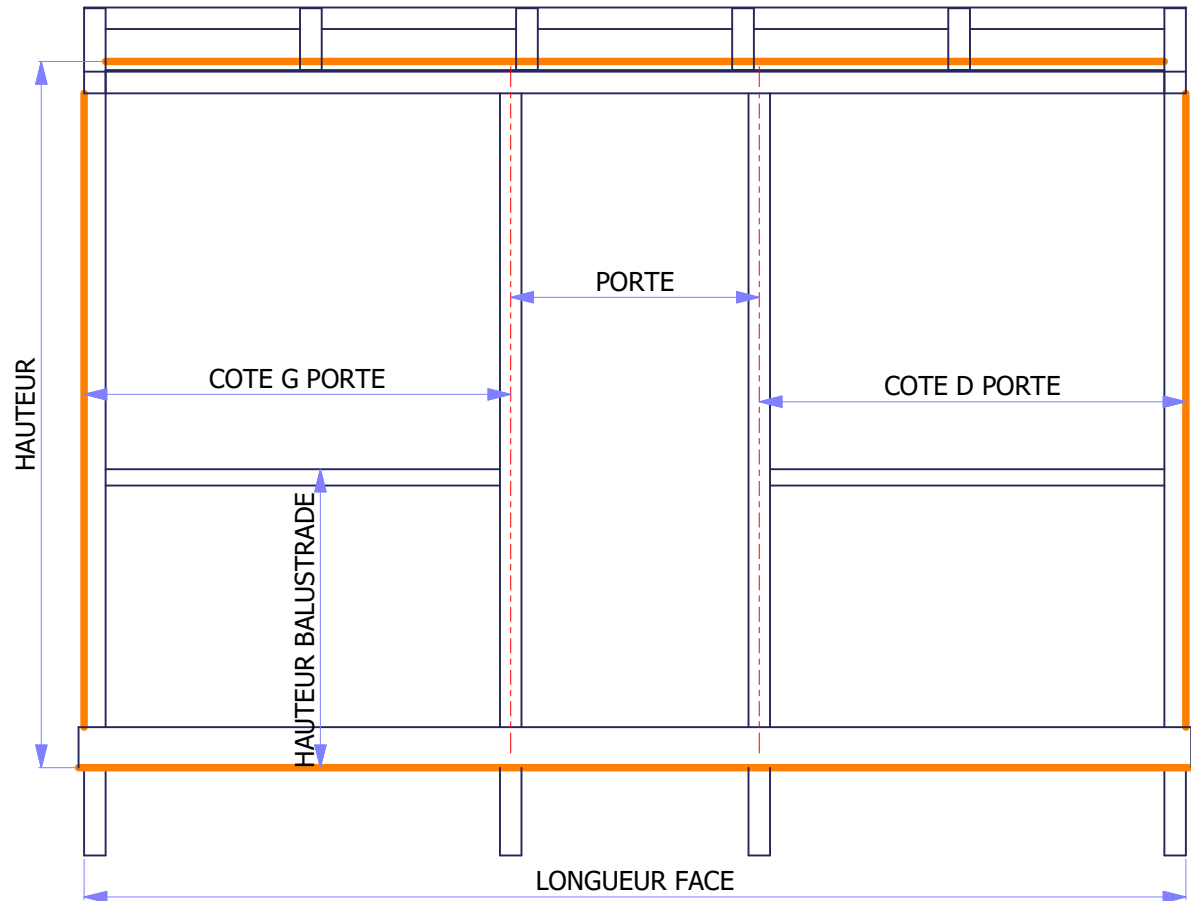 PORTE
COTE G PORTE
COTE D PORTE
HAUTEUR
HAUTEUR BALUSTRADE
LONGUEUR FACE